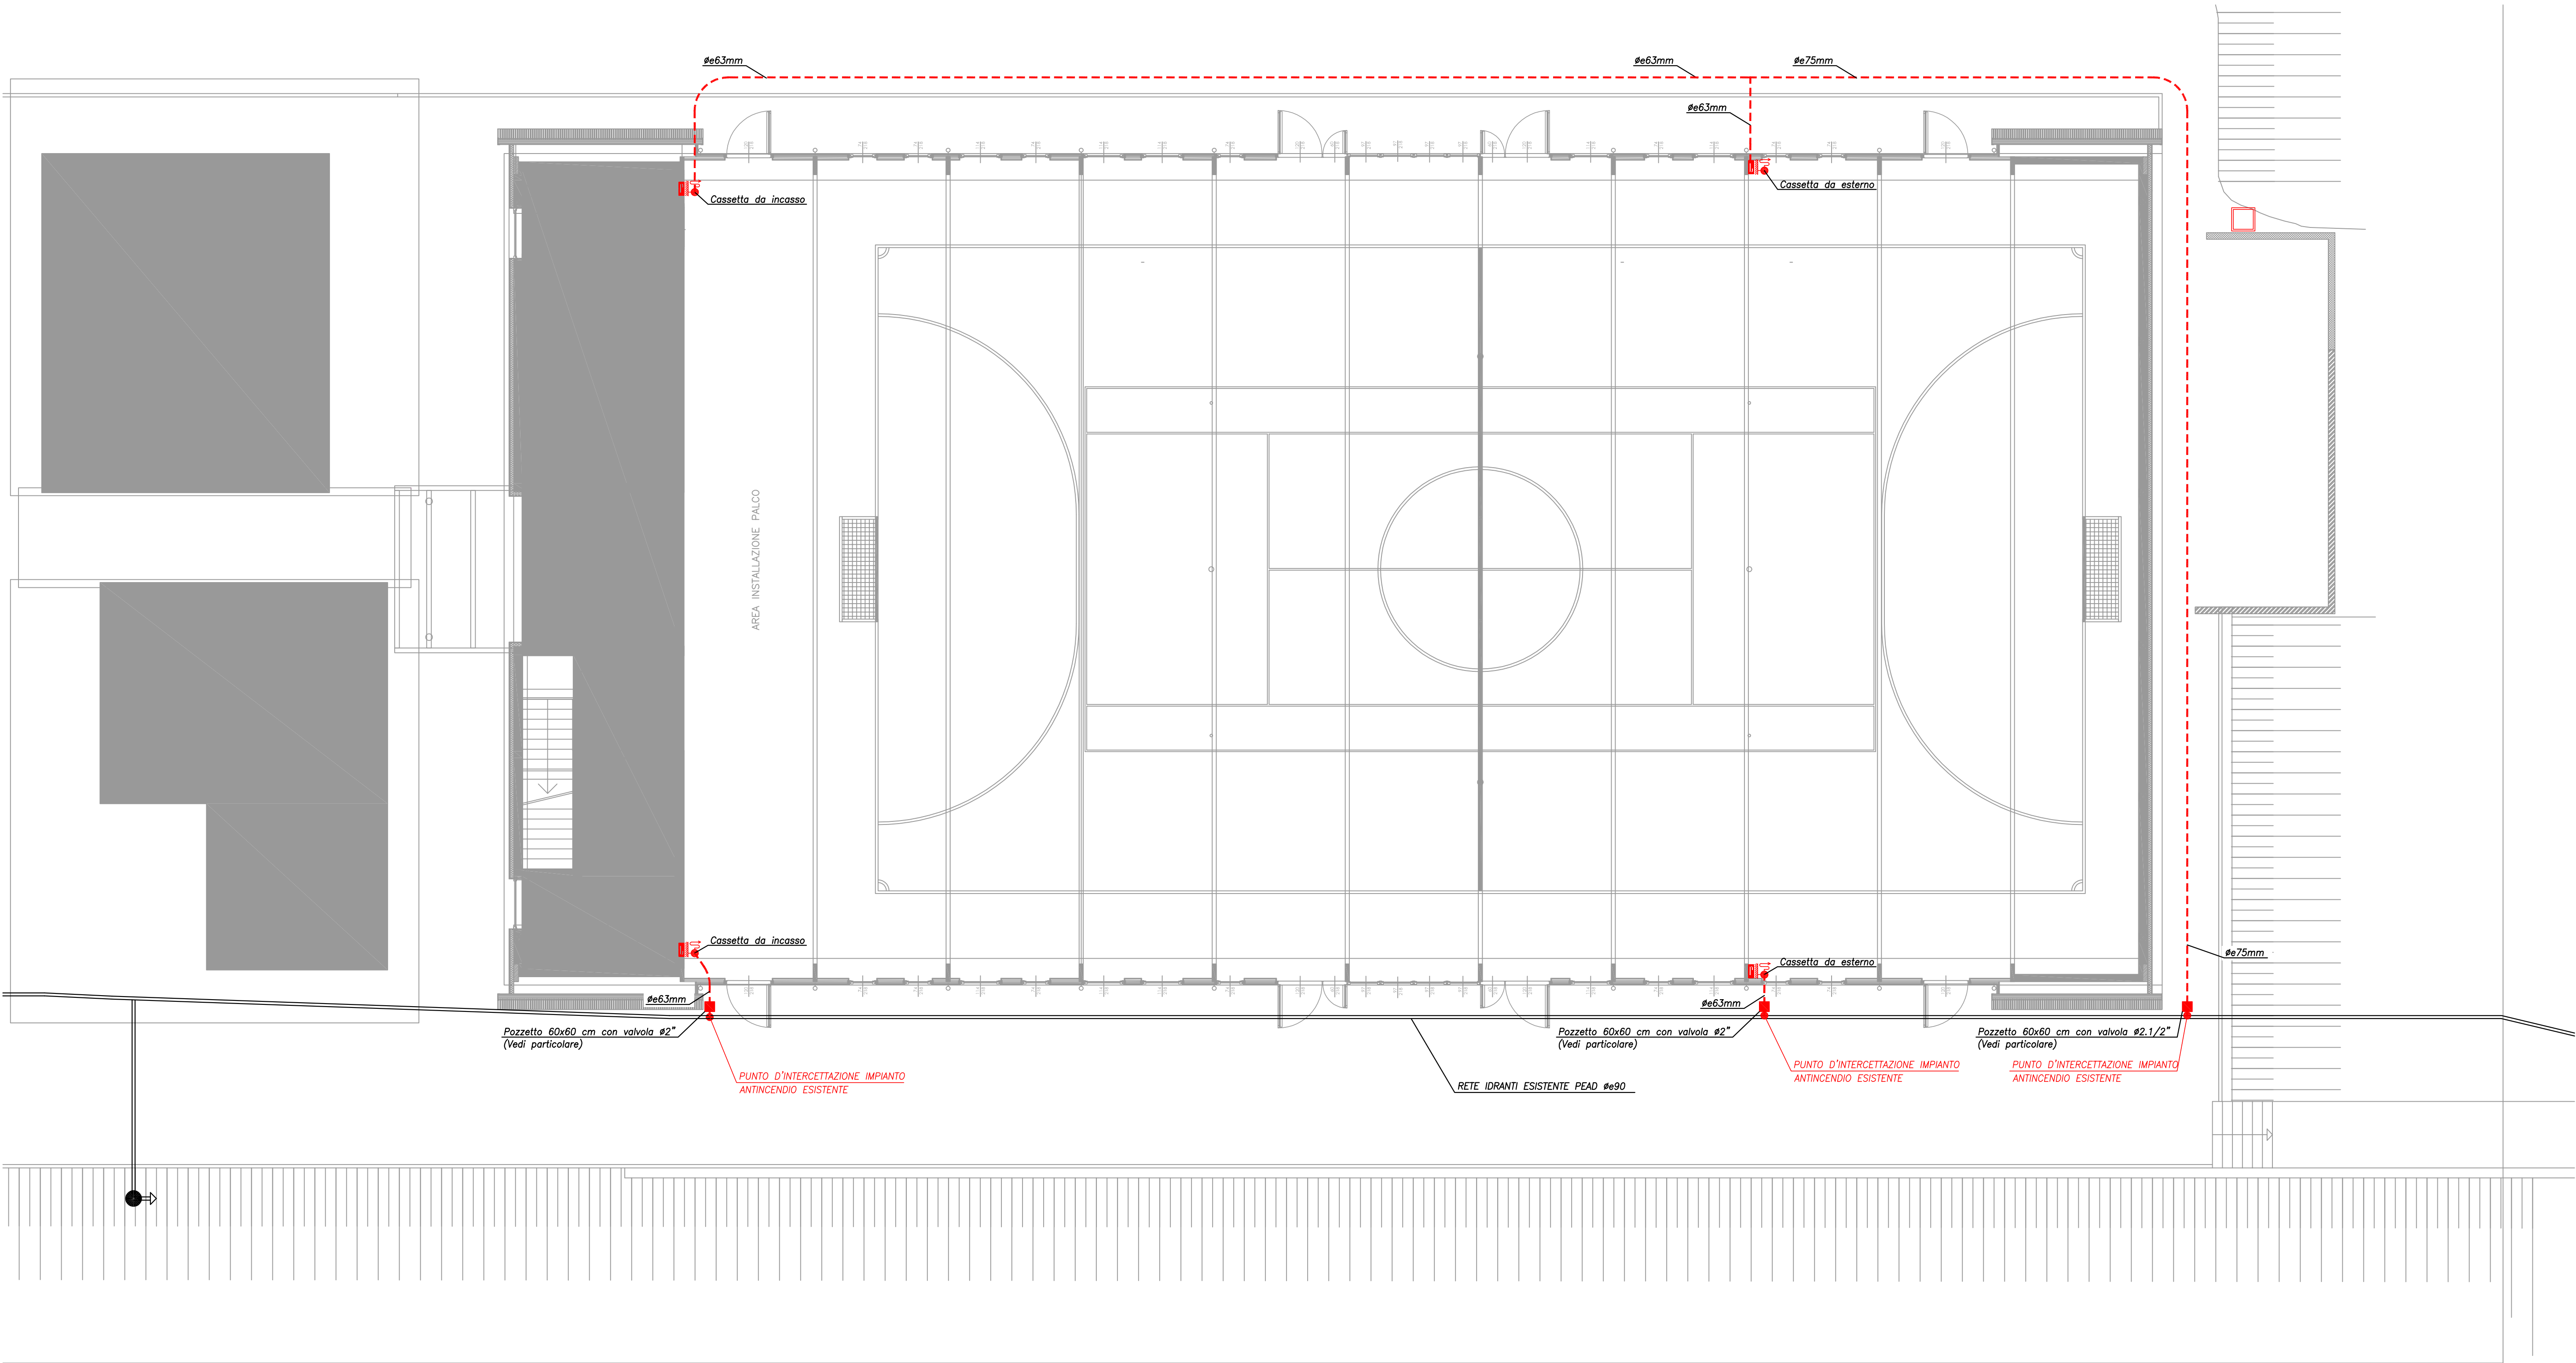 Øe63mm
Øe63mm
Øe75mm
Øe63mm
Cassetta da esterno
Cassetta da incasso
AREA INSTALLAZIONE PALCO
Cassetta da incasso
Øe75mm
Cassetta da esterno
Øe63mm
Øe63mm
Pozzetto 60x60 cm con valvola Ø2"
(Vedi particolare)
Pozzetto 60x60 cm con valvola Ø2"
(Vedi particolare)
Pozzetto 60x60 cm con valvola Ø2.1/2"
(Vedi particolare)
PUNTO D'INTERCETTAZIONE IMPIANTO
ANTINCENDIO ESISTENTE
PUNTO D'INTERCETTAZIONE IMPIANTO
ANTINCENDIO ESISTENTE
PUNTO D'INTERCETTAZIONE IMPIANTO
ANTINCENDIO ESISTENTE
RETE IDRANTI ESISTENTE PEAD Øe90